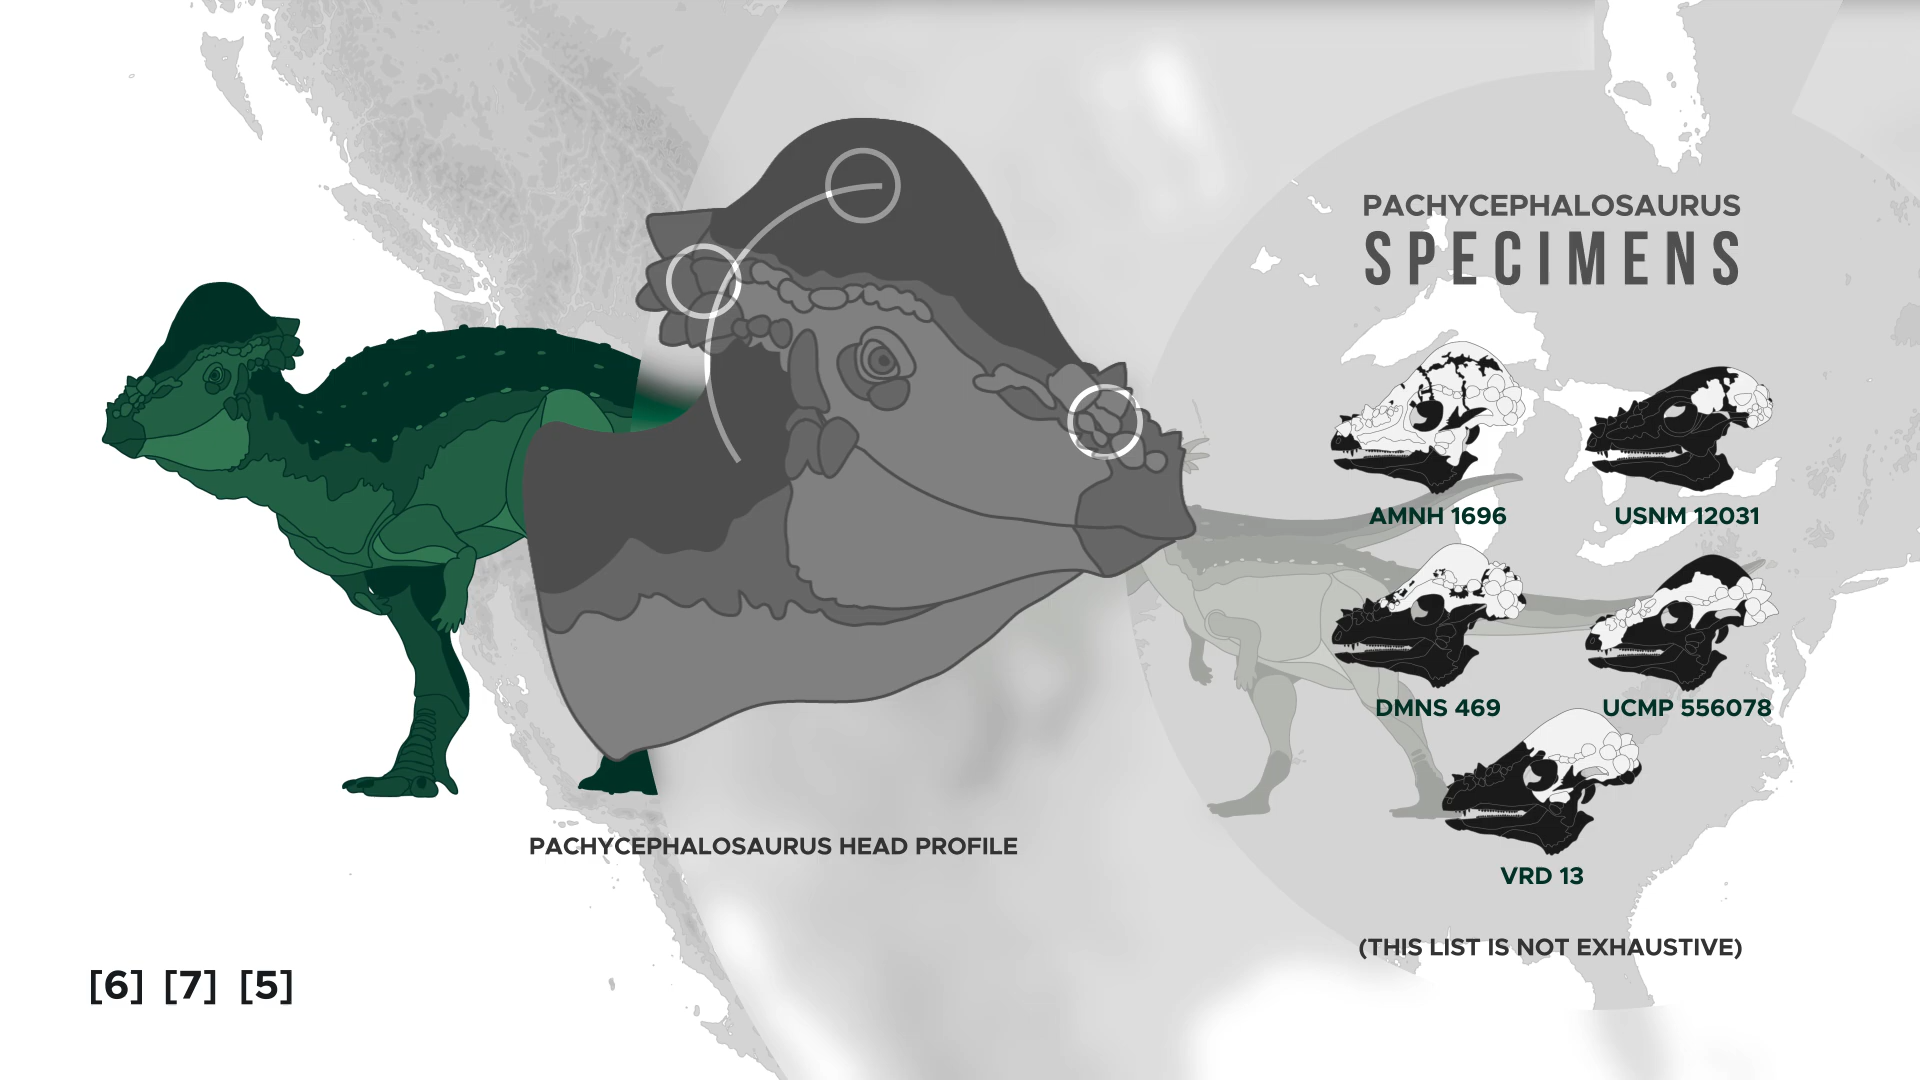 PACHYCEPHALOSAURUS
SPECIMENS
AMNH 1696
USNM 12031
DMNS 469
UCMP 556078
VRD 13
PACHYCEPHALOSAURUS HEAD PROFILE
(THIS LIST IS NOT EXHAUSTIVE)
[6] [7] [5]